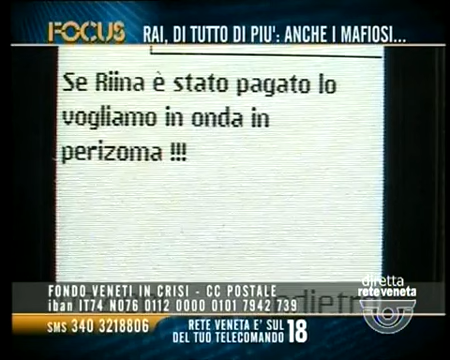 FOCUS RAI, DI TUTTO DI PIU': ANCHE I MAFIOSI...
Se Riina è stato pagato lo
vogliamo in onda in
perizoma !!!
diretta
reteveneta
FONDO VENETI IN CRISI - CC POSTALE
iban IT74 N076 0112 0000 0101 7942 739
SMS 340 3218806
RETE VENETA E' SUL
DEL TUO TELECOMANDO 18